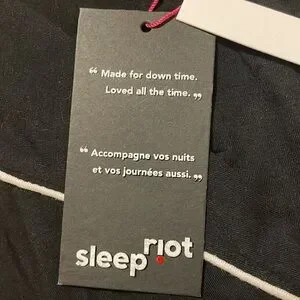 “ Made for down time.
Loved all the time. ”
“ Accompagne vos nuits
et vos journées aussi. ”
sleep riot